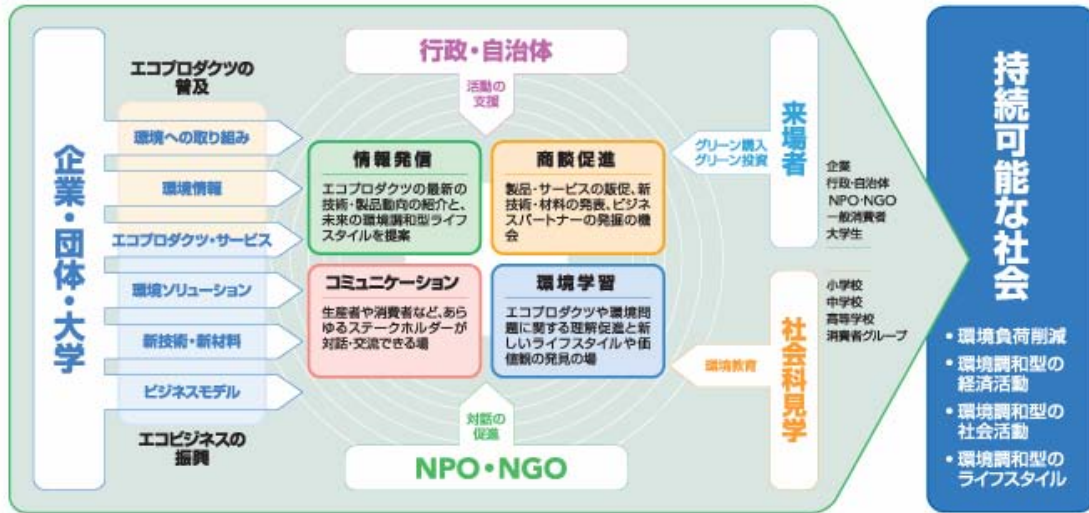 企業・団体・大学
エコプロダクツの
普及
環境への取り組み
環境情報
エコプロダクツ・サービス
環境ソリューション
新技術・新材料
ビジネスモデル
エコビジネスの
振興
行政・自治体
活動の
支援
情報発信
エコプロダクツの最新の
技術・製品動向の紹介と、
未来の環境調和型ライフ
スタイルを提案
商談促進
製品・サービスの販促、新
技術・材料の発表、ビジネ
スパートナーの発掘の機
会
コミュニケーション
生産者や消費者など、あら
ゆるステークホルダーが
対話・交流できる場
環境学習
エコプロダクツや環境問
題に関する理解促進と新
しいライフスタイルや価
値観の発見の場
対話の
促進
NPO・NGO
グリーン購入
グリーン投資
来場者
企業
行政・自治体
NPO・NGO
一般消費者
大学生
環境教育
社会科見学
小学校
中学校
高等学校
消費者グループ
持続可能な社会
・環境負荷削減
・環境調和型の
経済活動
・環境調和型の
社会活動
・環境調和型の
ライフスタイル